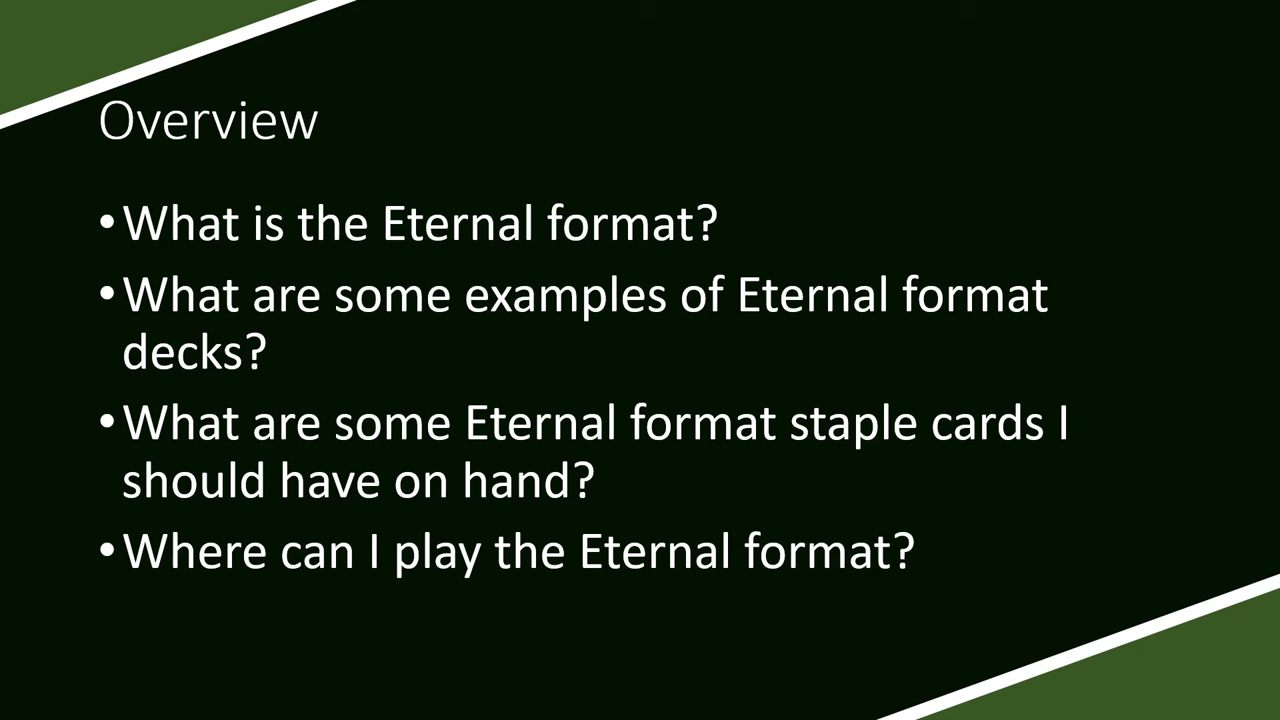 Overview
•What is the Eternal format?
•What are some examples of Eternal format
decks?
•What are some Eternal format staple cards I
should have on hand?
•Where can I play the Eternal format?